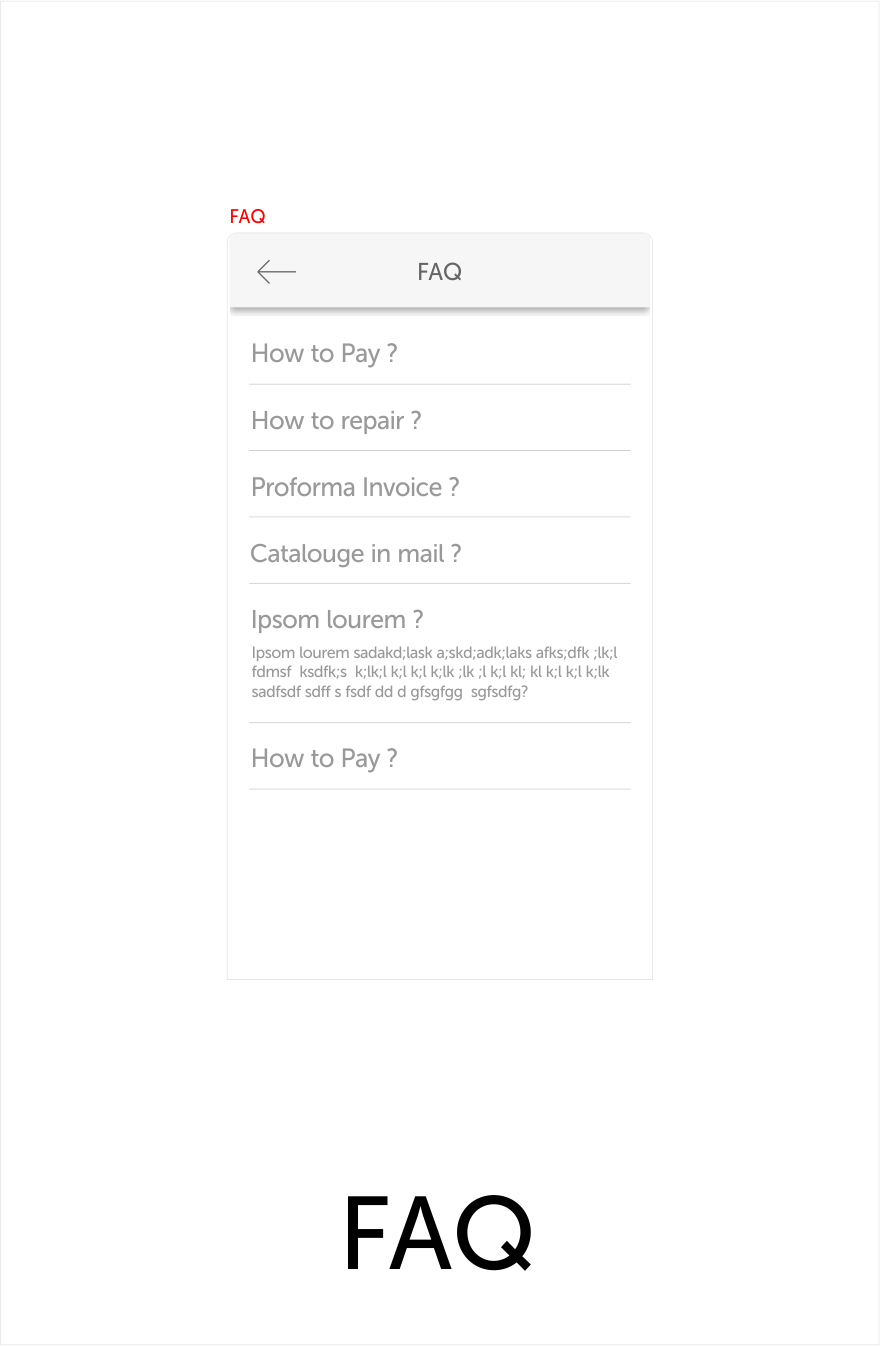 FAQ
FAQ
How to Pay ?
How to repair ?
Proforma Invoice ?
Catalouge in mail ?
Ipsom lourem ?
Ipsom lourem sadakd;lask a;skd;adk;laks afks;dfk ;lk;l
fdmsf  ksdfk;s  k;lk;l k;l k;l k;lk ;lk ;l k;l kl; kl k;l k;l k;lk
sadfsdf sdff s fsdf dd d gfsgfgg  sgfsdfg?
How to Pay ?
FAQ